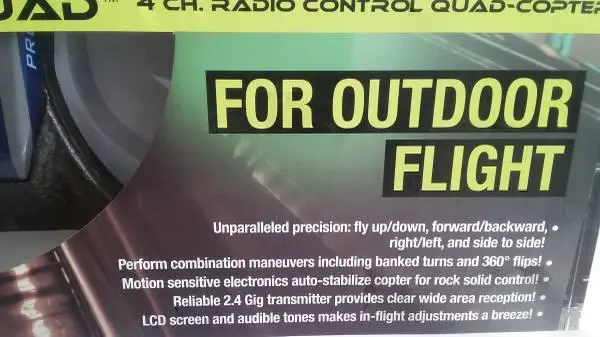 UAD™ 4 CH. RADIO CONTROL QUAD-COPTER
PR
FOR OUTDOOR
FLIGHT
Unparalleled precision: fly up/down, forward/backward, •
right/left, and side to side!
Perform combination maneuvers including banked turns and 360° flips! •
Motion sensitive electronics auto-stabilize copter for rock solid control! •
Reliable 2.4 Gig transmitter provides clear wide area reception! •
LCD screen and audible tones makes in-flight adjustments a breeze! •